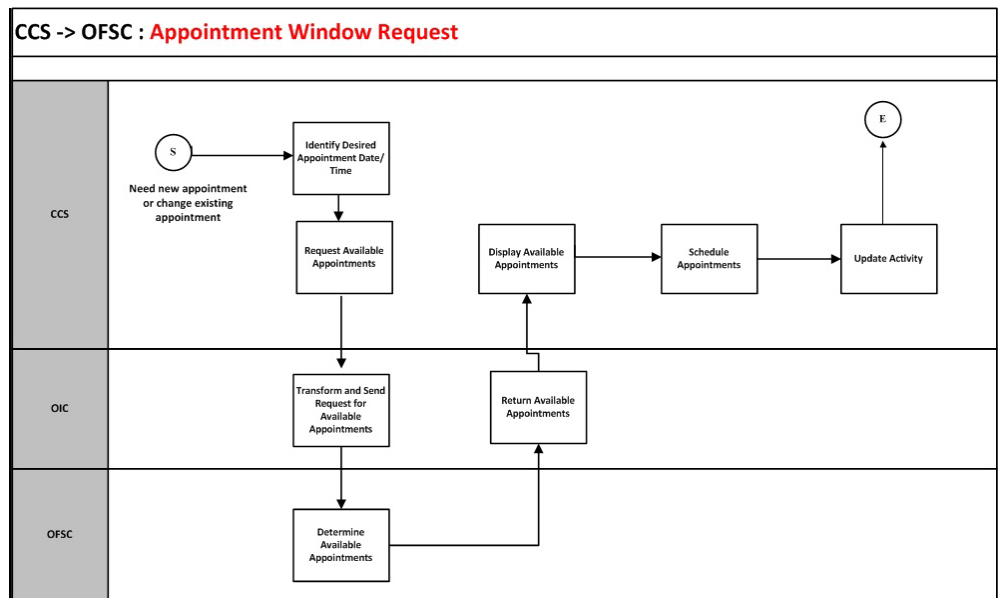 CCS -> OFSC : Appointment Window Request
CCS
S
Need new appointment
or change existing
appointment
Identify Desired
Appointment Date/
Time
Request Available
Appointments
Display Available
Appointments
Schedule
Appointments
Update Activity
E
OIC
Transform and Send
Request for
Available
Appointments
Return Available
Appointments
OFSC
Determine
Available
Appointments